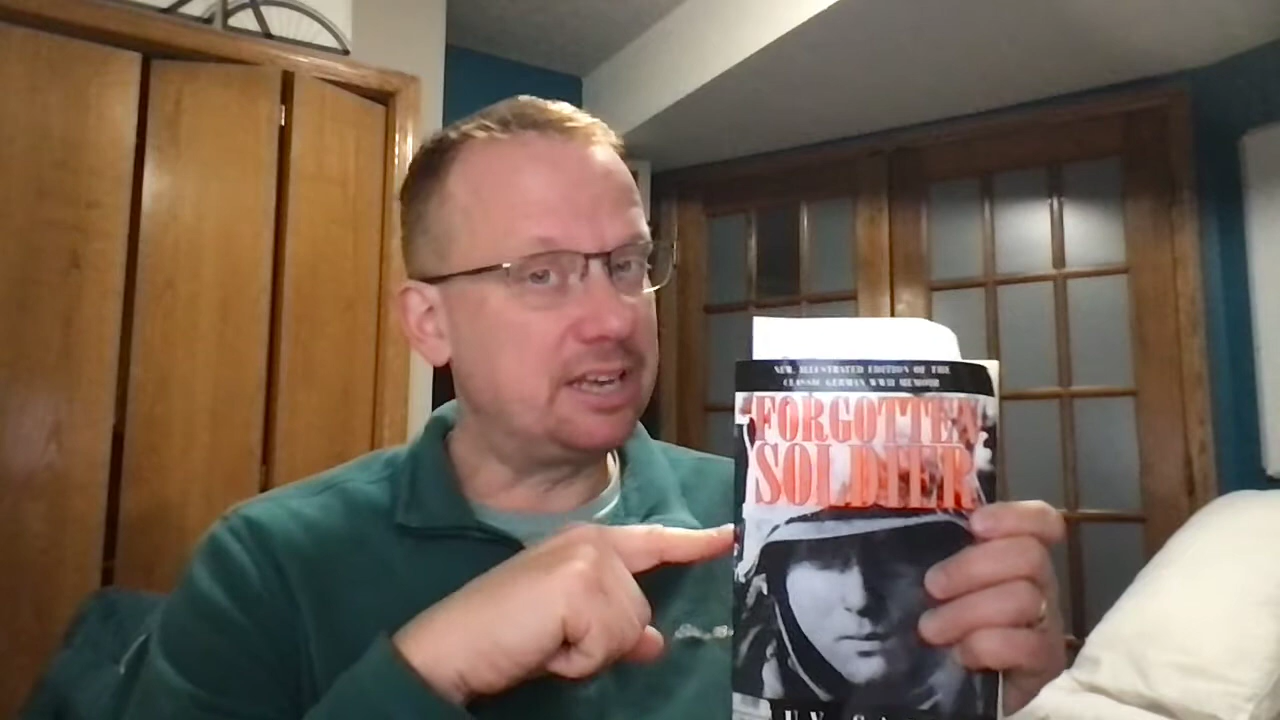 NEW, ILLUSTRATED EDITION OF THE
CLASSIC GERMAN WWII MEMOIR
FORGOTTEN
SOLDIER